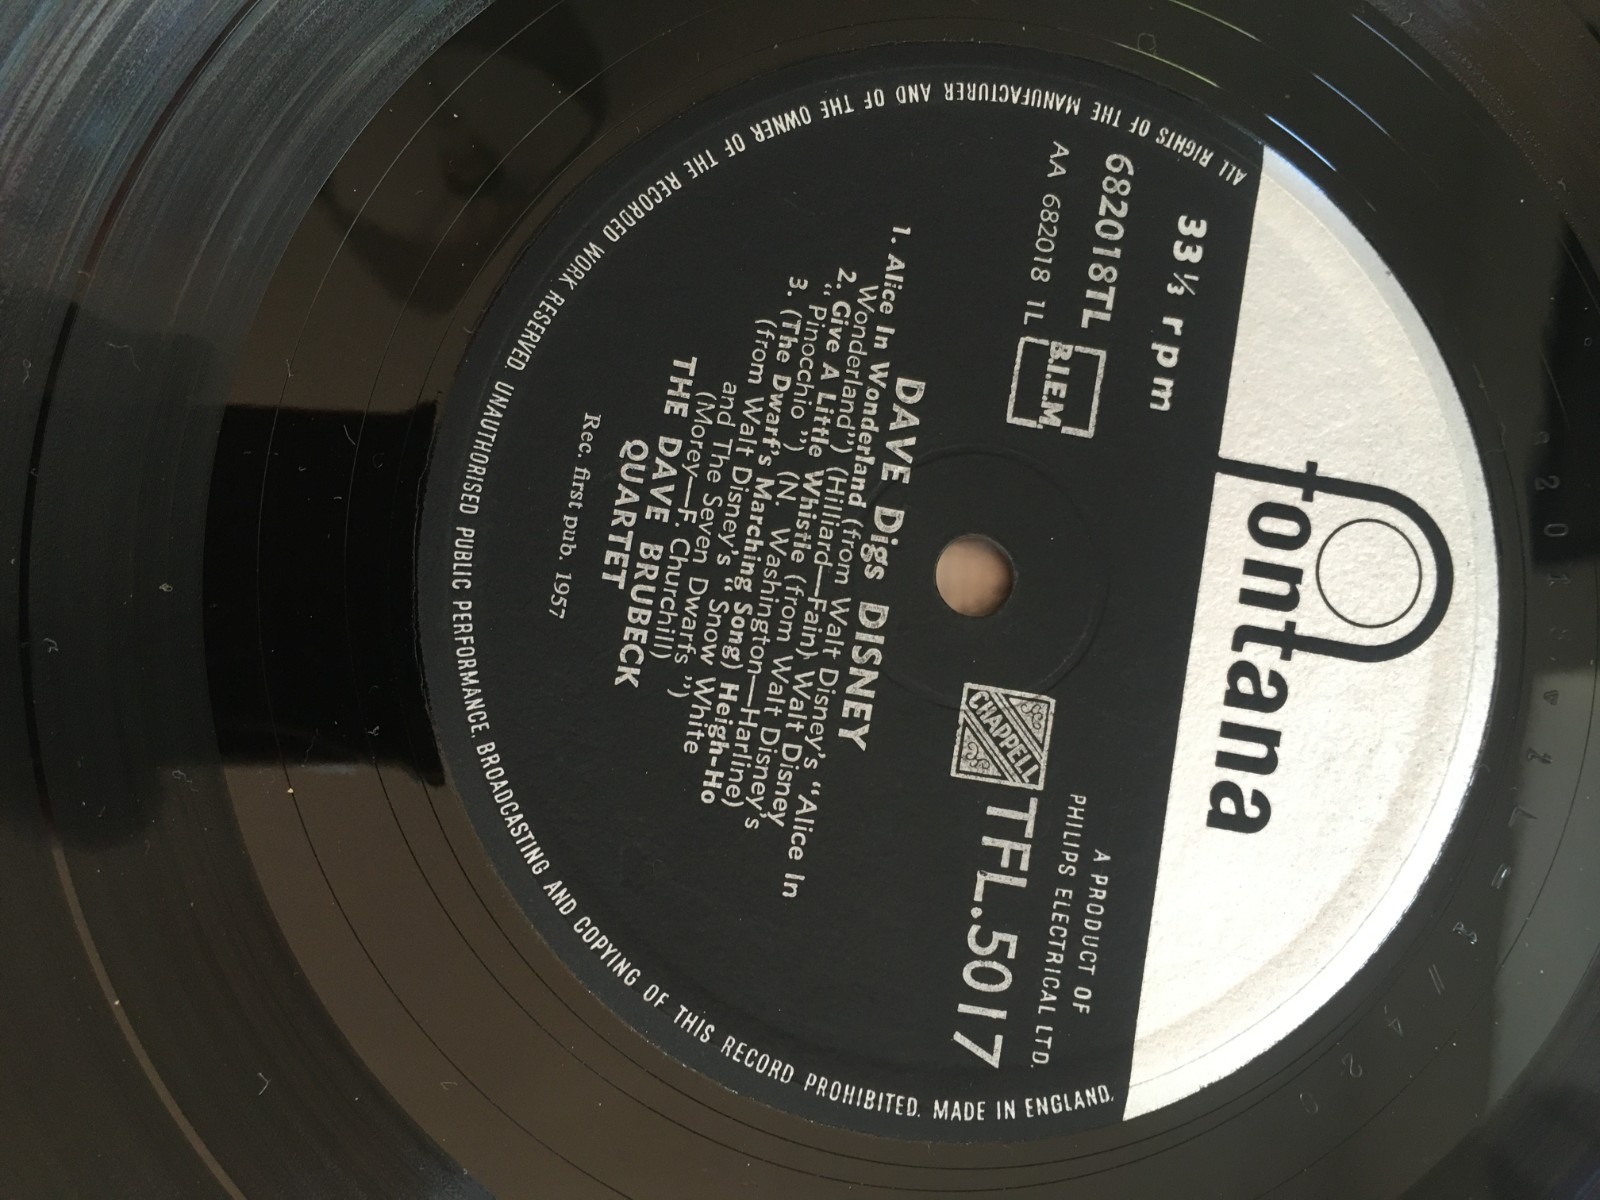 fontana
33⅓ rpm
A PRODUCT OF
PHILIPS ELECTRICAL LTD.
682018TL
AA 682018 1L
B.I.E.M.
CHAPPELL
TFL.5017
DAVE Digs DISNEY
1. Alice In Wonderland (from Walt Disney's “Alice In
Wonderland”) (Hilliard—Fain)
2. Give A Little Whistle (from Walt Disney's
“Pinocchio”) (N. Washington—Harline)
3. (The Dwarf's Marching Song) Heigh-Ho
(from Walt Disney's “Snow White
and The Seven Dwarfs”)
(Morey—F. Churchill)
THE DAVE BRUBECK
QUARTET
Rec. first pub. 1957
ALL RIGHTS OF THE MANUFACTURER AND OF THE OWNER OF THE RECORDED WORK RESERVED. UNAUTHORISED PUBLIC PERFORMANCE, BROADCASTING AND COPYING OF THIS RECORD PROHIBITED. MADE IN ENGLAND.